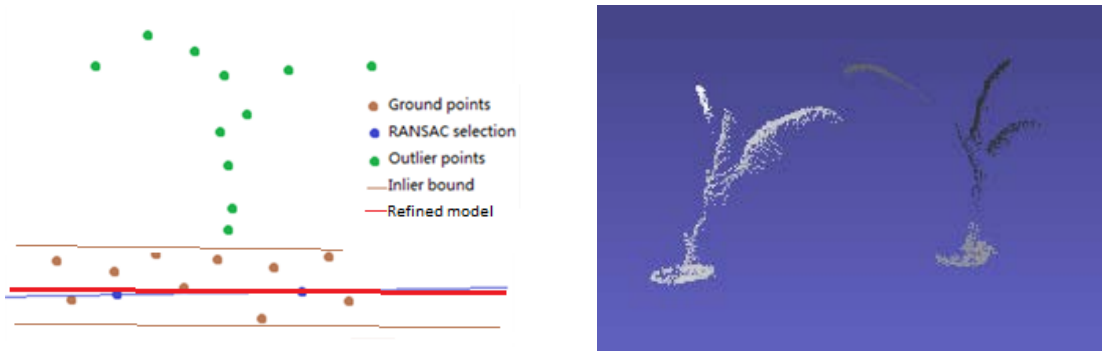 Ground points
RANSAC selection
Outlier points
Inlier bound
Refined model